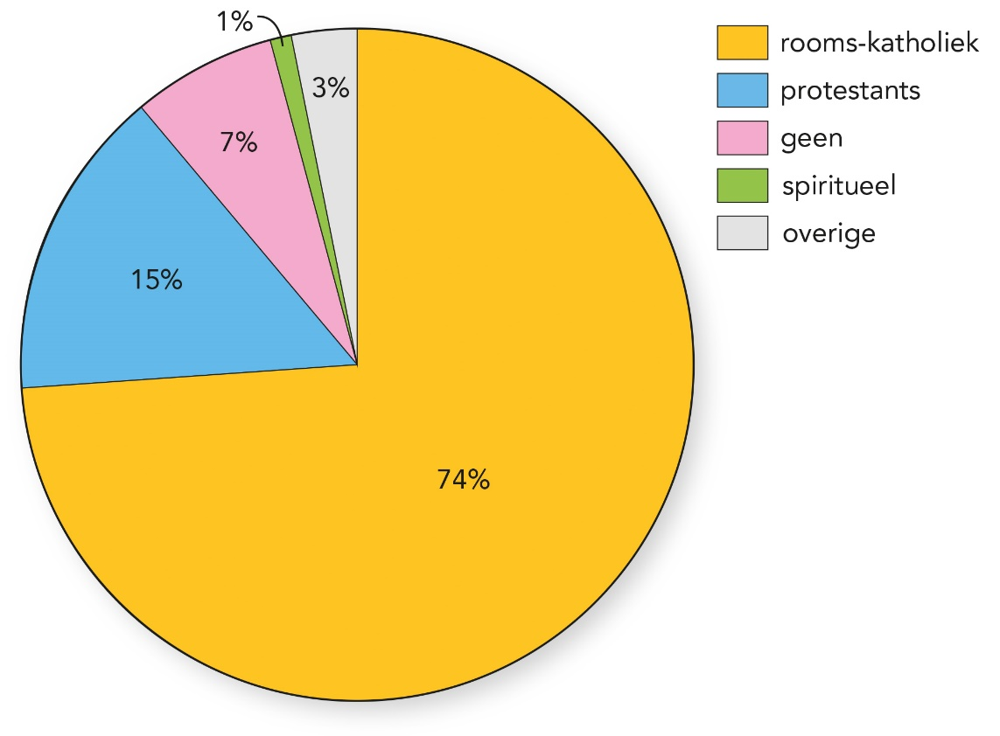 1%
3%
7%
15%
74%
rooms-katholiek
protestants
geen
spiritueel
overige